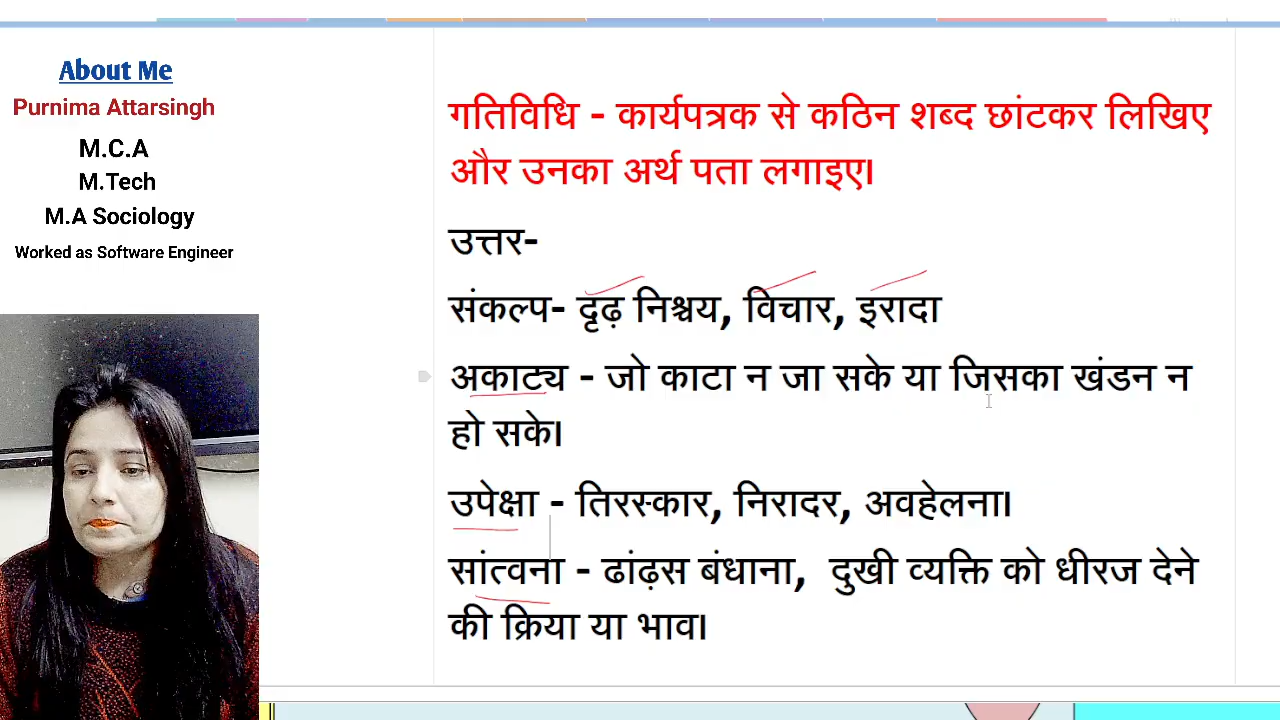 About Me
Purnima Attarsingh
M.C.A
M.Tech
M.A Sociology
Worked as Software Engineer
गतिविधि - कार्यपत्रक से कठिन शब्द छांटकर लिखिए
और उनका अर्थ पता लगाइए।
उत्तर-
संकल्प- दृढ़ निश्चय, विचार, इरादा
अकाट्य - जो काटा न जा सके या जिसका खंडन न
हो सके।
उपेक्षा - तिरस्कार, निरादर, अवहेलना।
सांत्वना - ढांढ़स बंधाना, दुखी व्यक्ति को धीरज देने
की क्रिया या भाव।